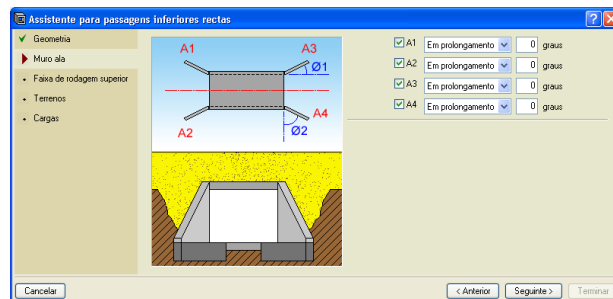 Assistente para passagens inferiores rectas
Geometria
Muro ala
Faixa de rodagem superior
Terrenos
Cargas
A1 A3
Ø1
A2 A4
Ø2
A1 Em prolongamento 0 graus
A2 Em prolongamento 0 graus
A3 Em prolongamento 0 graus
A4 Em prolongamento 0 graus
Cancelar < Anterior Seguinte > Terminar